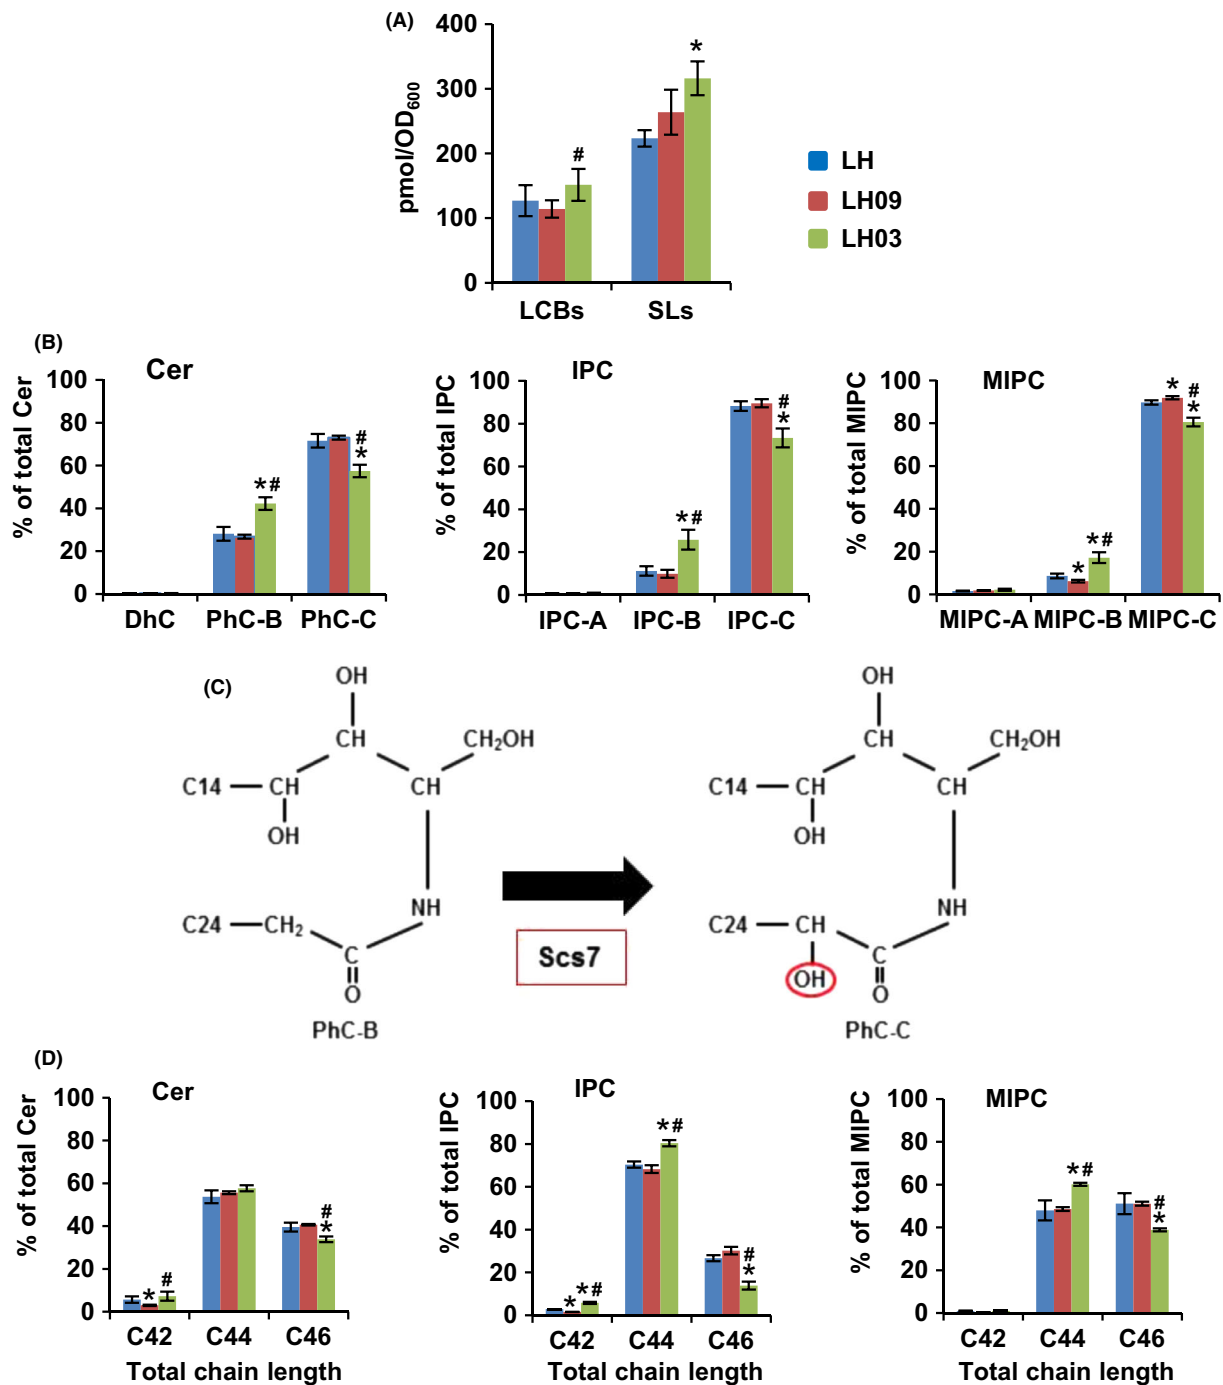 (A)
400
300
200
100
0
pmol/OD600
#
*
LCBs
SLs
LH
LH09
LH03
(B)
Cer
% of total Cer
100
80
60
40
20
0
*#
#
*
DhC
PhC-B
PhC-C
IPC
% of total IPC
100
80
60
40
20
0
*#
#
*
IPC-A
IPC-B
IPC-C
MIPC
% of total MIPC
100
80
60
40
20
0
*
*#
*
#
*
MIPC-A
MIPC-B
MIPC-C
(C)
OH
CH
CH2OH
C14
CH
CH
OH
NH
C24
CH2
C
O
PhC-B
Scs7
OH
CH
CH2OH
C14
CH
CH
OH
NH
C24
CH
C
OH
O
PhC-C
(D)
Cer
% of total Cer
100
80
60
40
20
0
*
#
#
*
C42
C44
C46
Total chain length
IPC
% of total IPC
100
80
60
40
20
0
*
*#
*#
#
*
C42
C44
C46
Total chain length
MIPC
% of total MIPC
100
80
60
40
20
0
*#
#
*
C42
C44
C46
Total chain length